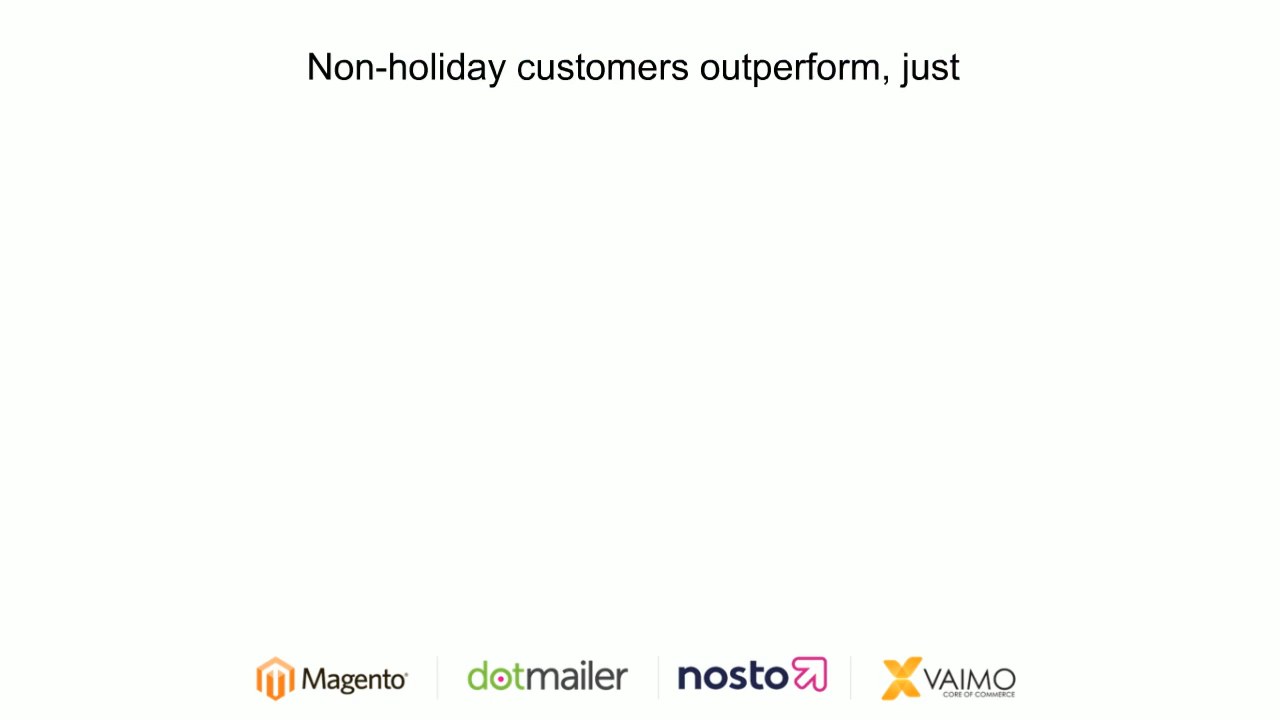 Non-holiday customers outperform, just
Magento
dotmailer
nosto
VAIMO
CORE OF COMMERCE